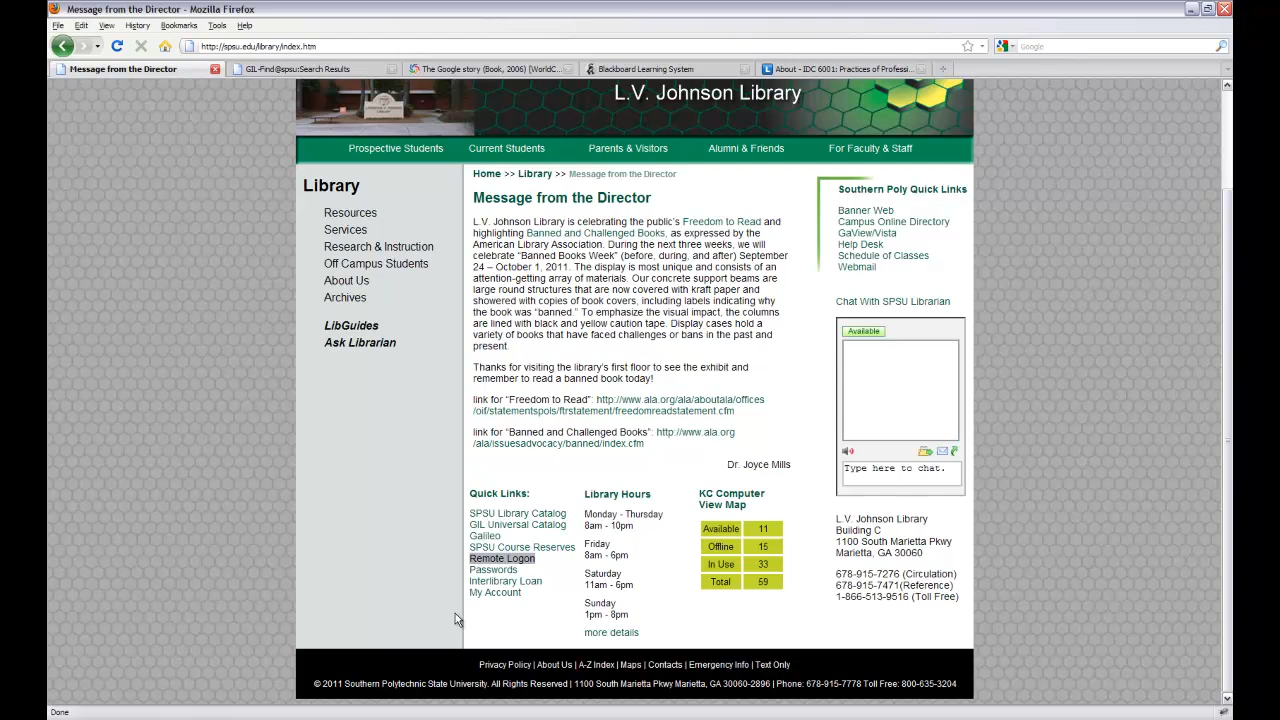 Message from the Director - Mozilla Firefox
File Edit View History Bookmarks Tools Help
http://spsu.edu/library/index.htm
Google
Message from the Director
GIL-Find@spsu:Search Results
The Google story (Book, 2006) [WorldC...
Blackboard Learning System
About - IDC 6001: Practices of Professi...
L.V. Johnson Library
Prospective Students Current Students Parents & Visitors Alumni & Friends For Faculty & Staff
Library
Resources
Services
Research & Instruction
Off Campus Students
About Us
Archives
LibGuides
Ask Librarian
Home >> Library >> Message from the Director
Message from the Director
L.V. Johnson Library is celebrating the public's Freedom to Read and
highlighting Banned and Challenged Books, as expressed by the
American Library Association. During the next three weeks, we will
celebrate "Banned Books Week" (before, during, and after) September
24 – October 1, 2011. The display is most unique and consists of an
attention-getting array of materials. Our concrete support beams are
large round structures that are now covered with kraft paper and
showered with copies of book covers, including labels indicating why
the book was "banned." To emphasize the visual impact, the columns
are lined with black and yellow caution tape. Display cases hold a
variety of books that have faced challenges or bans in the past and
present.
Thanks for visiting the library's first floor to see the exhibit and
remember to read a banned book today!
link for "Freedom to Read": http://www.ala.org/ala/aboutala/offices
/oif/statementspols/ftrstatement/freedomreadstatement.cfm
link for "Banned and Challenged Books": http://www.ala.org
/ala/issuesadvocacy/banned/index.cfm
Dr. Joyce Mills
Quick Links:
SPSU Library Catalog
GIL Universal Catalog
Galileo
SPSU Course Reserves
Remote Logon
Passwords
Interlibrary Loan
My Account
Library Hours
Monday - Thursday
8am - 10pm
Friday
8am - 6pm
Saturday
11am - 6pm
Sunday
1pm - 8pm
more details
KC Computer
View Map
Available 11
Offline 15
In Use 33
Total 59
Southern Poly Quick Links
Banner Web
Campus Online Directory
GaView/Vista
Help Desk
Schedule of Classes
Webmail
Chat With SPSU Librarian
Available
Type here to chat.
L.V. Johnson Library
Building C
1100 South Marietta Pkwy
Marietta, GA 30060
678-915-7276 (Circulation)
678-915-7471(Reference)
1-866-513-9516 (Toll Free)
Privacy Policy | About Us | A-Z Index | Maps | Contacts | Emergency Info | Text Only
© 2011 Southern Polytechnic State University. All Rights Reserved | 1100 South Marietta Pkwy Marietta, GA 30060-2896 | Phone: 678-915-7778 Toll Free: 800-635-3204
Done